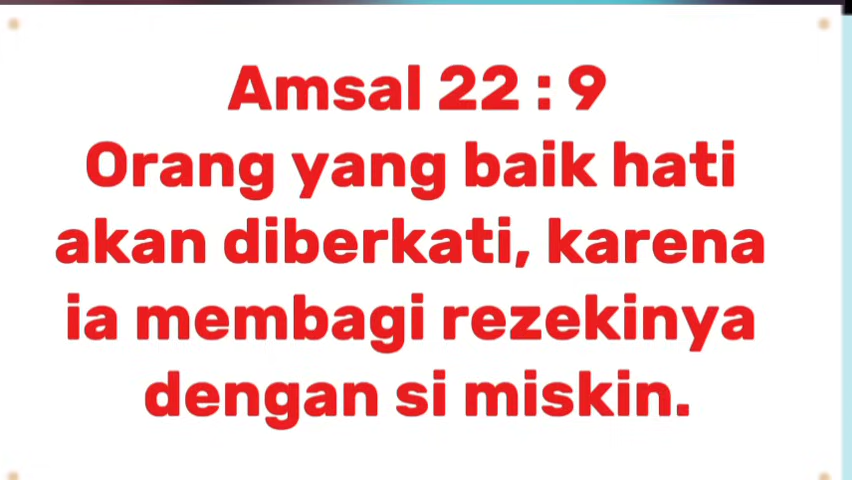 Amsal 22 : 9
Orang yang baik hati
akan diberkati, karena
ia membagi rezekinya
dengan si miskin.